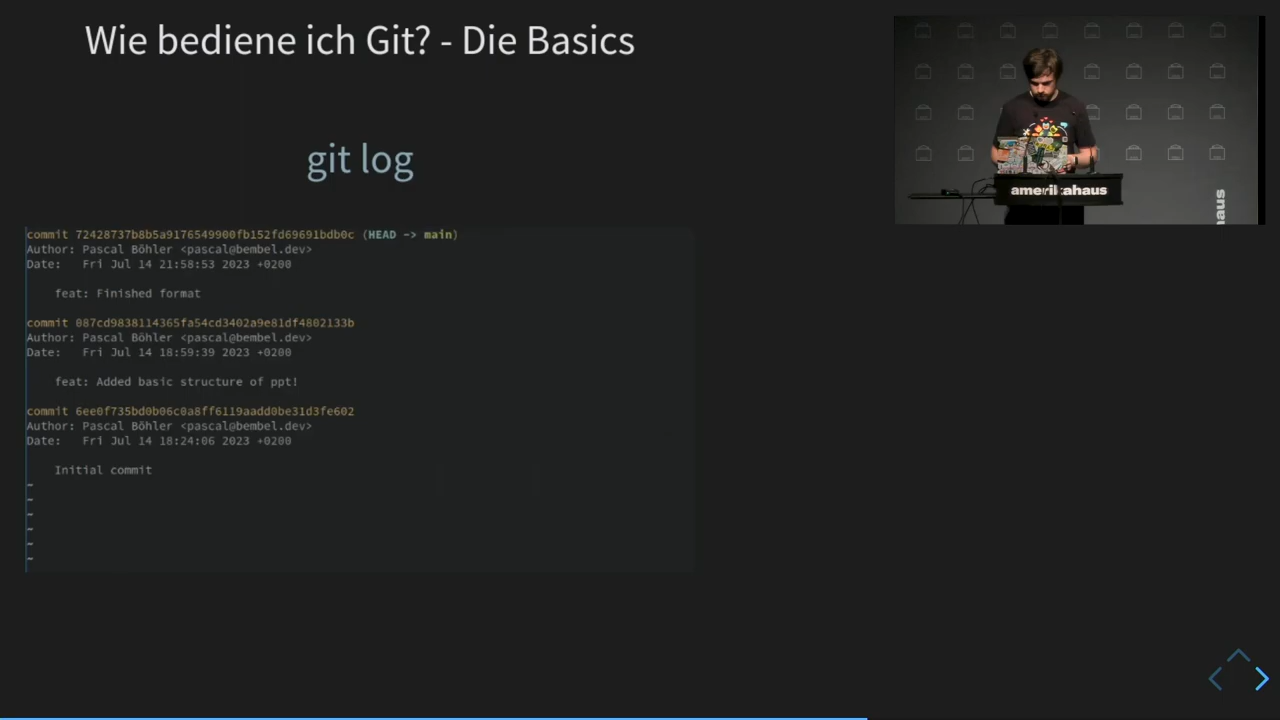 Wie bediene ich Git? - Die Basics
git log
commit 72428737b8b5a9176549900fb152fd69691bdb0c (HEAD -> main)
Author: Pascal Böhler <pascal@bembel.dev>
Date:   Fri Jul 14 21:58:53 2023 +0200
feat: Finished format
commit 087cd9838114365fa54cd3402a9e81df4802133b
Author: Pascal Böhler <pascal@bembel.dev>
Date:   Fri Jul 14 18:59:39 2023 +0200
feat: Added basic structure of ppt!
commit 6ee0f735bd0b06c0a8ff6119aadd0be31d3fe602
Author: Pascal Böhler <pascal@bembel.dev>
Date:   Fri Jul 14 18:24:06 2023 +0200
Initial commit
~
~
~
~
~
~
amerikahaus
haus